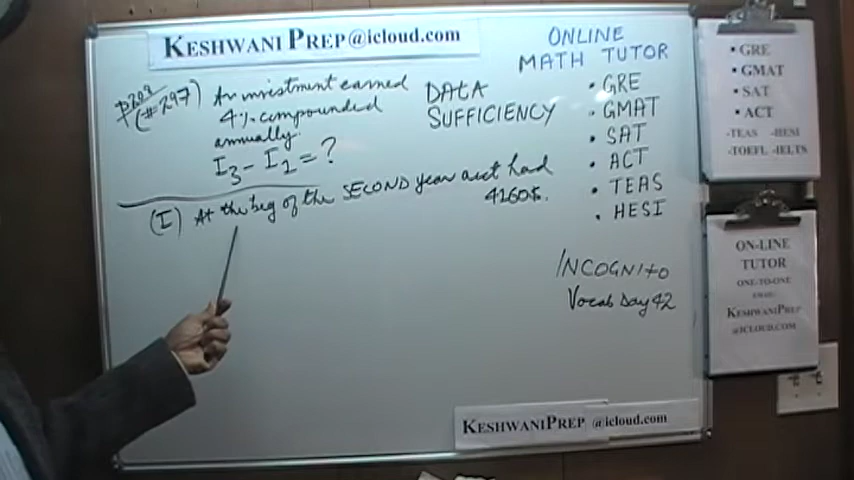 KESHWANI PREP@icloud.com
(#297)
An investment earned
4% compounded
annually.
I3 - I2 = ?
DATA
SUFFICIENCY
ONLINE
MATH TUTOR
• GRE
• GMAT
• SAT
• ACT
• TEAS
• HESI
(I) At the beg of the SECOND year acct had
4160$.
INCOGNITO
Vocab Day 42
KESHWANIPREP @icloud.com
• GRE
• GMAT
• SAT
• ACT
-TEAS -HESI
-TOEFL -IELTS
ON-LINE
TUTOR
ONE-TO-ONE
EMAIL:
KESHWANIPREP
@ICLOUD.COM